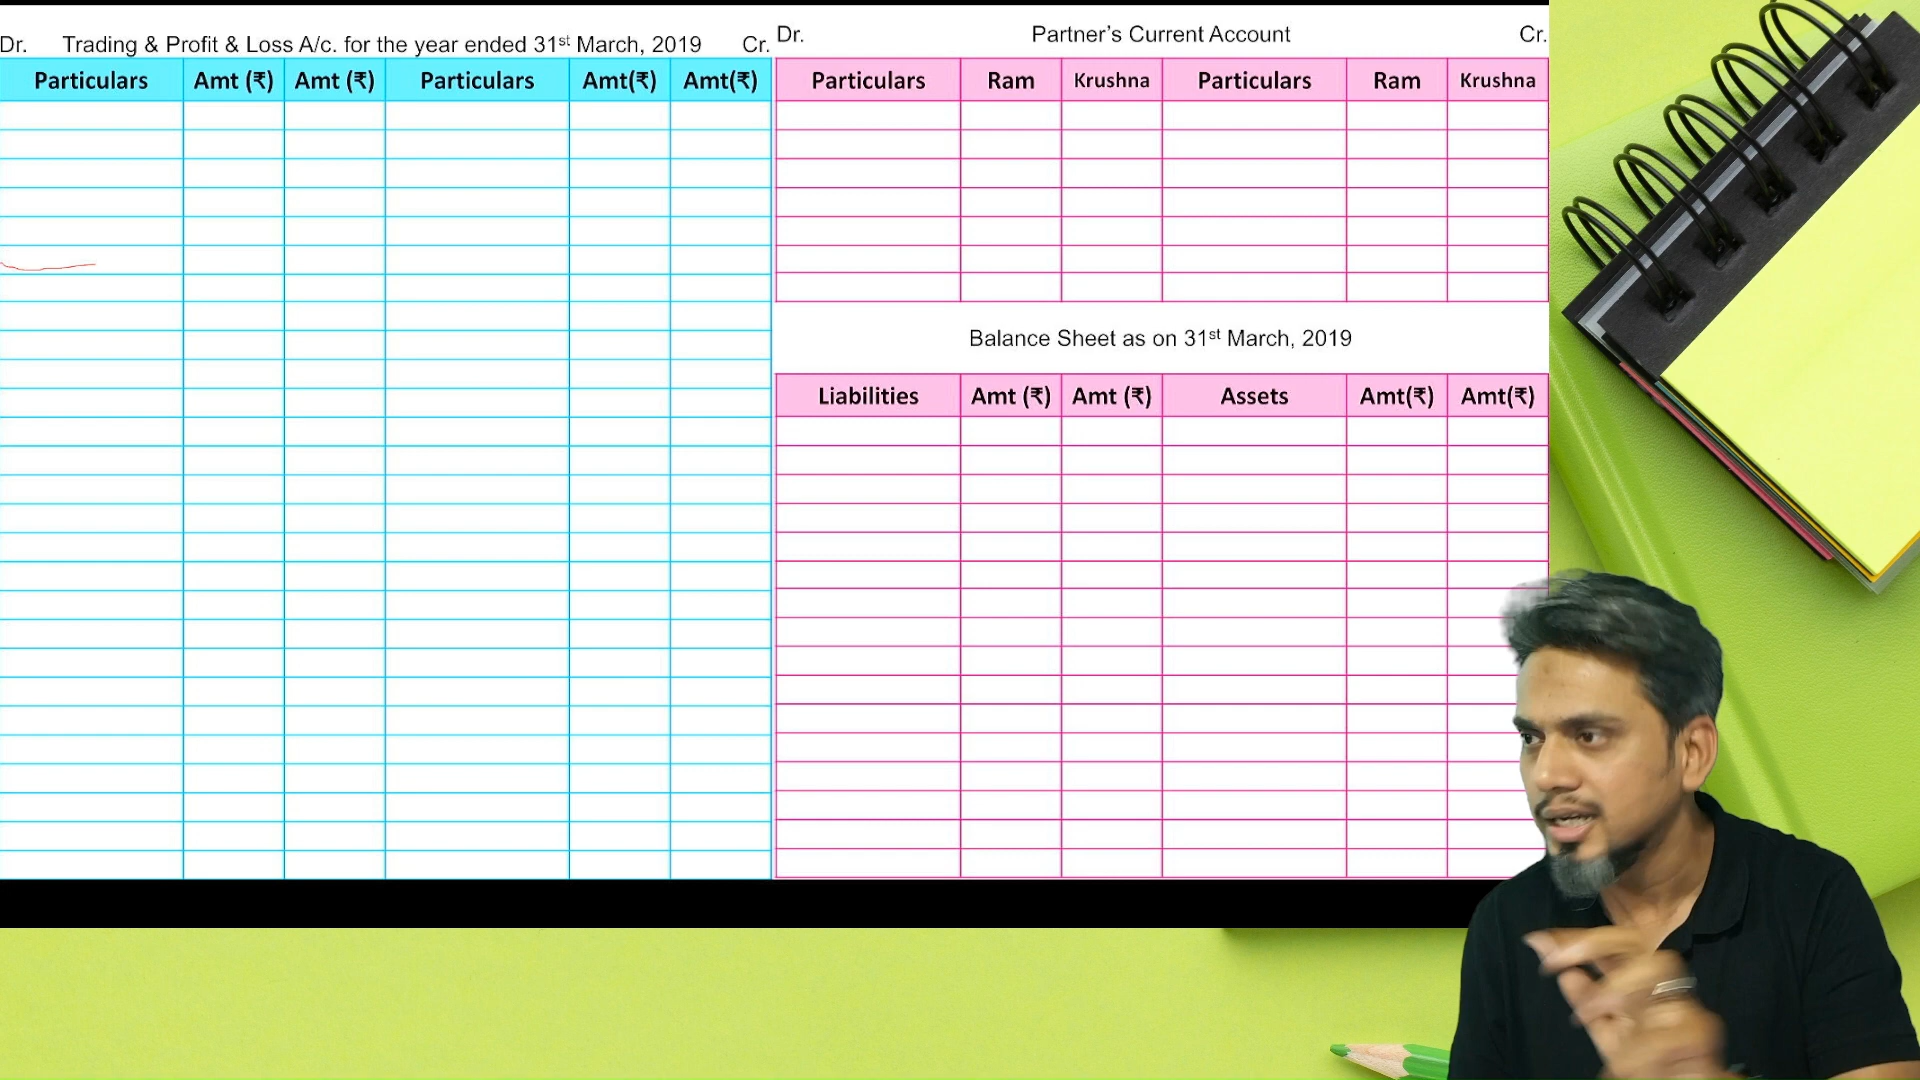 Dr. Trading & Profit & Loss A/c. for the year ended 31st March, 2019 Cr.
Particulars Amt (₹) Amt (₹) Particulars Amt(₹) Amt(₹)
Dr. Partner's Current Account Cr.
Particulars Ram Krushna Particulars Ram Krushna
Balance Sheet as on 31st March, 2019
Liabilities Amt (₹) Amt (₹) Assets Amt(₹) Amt(₹)